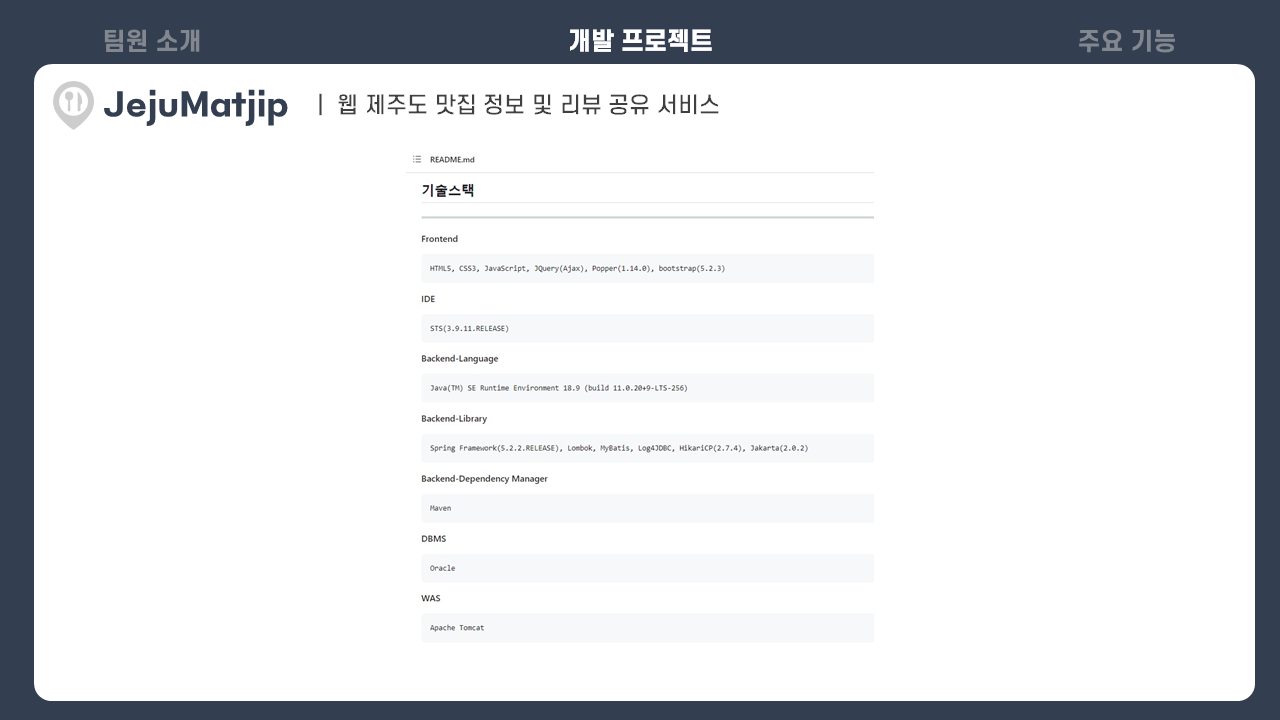 팀원 소개
개발 프로젝트
주요 기능
JejuMatjip | 웹 제주도 맛집 정보 및 리뷰 공유 서비스
README.md
기술스택
Frontend
HTML5, CSS3, JavaScript, JQuery(Ajax), Popper(1.14.0), bootstrap(5.2.3)
IDE
STS(3.9.11.RELEASE)
Backend-Language
Java(TM) SE Runtime Environment 18.9 (build 11.0.20+9-LTS-256)
Backend-Library
Spring Framework(5.2.2.RELEASE), Lombok, MyBatis, Log4JDBC, HikariCP(2.7.4), Jakarta(2.0.2)
Backend-Dependency Manager
Maven
DBMS
Oracle
WAS
Apache Tomcat